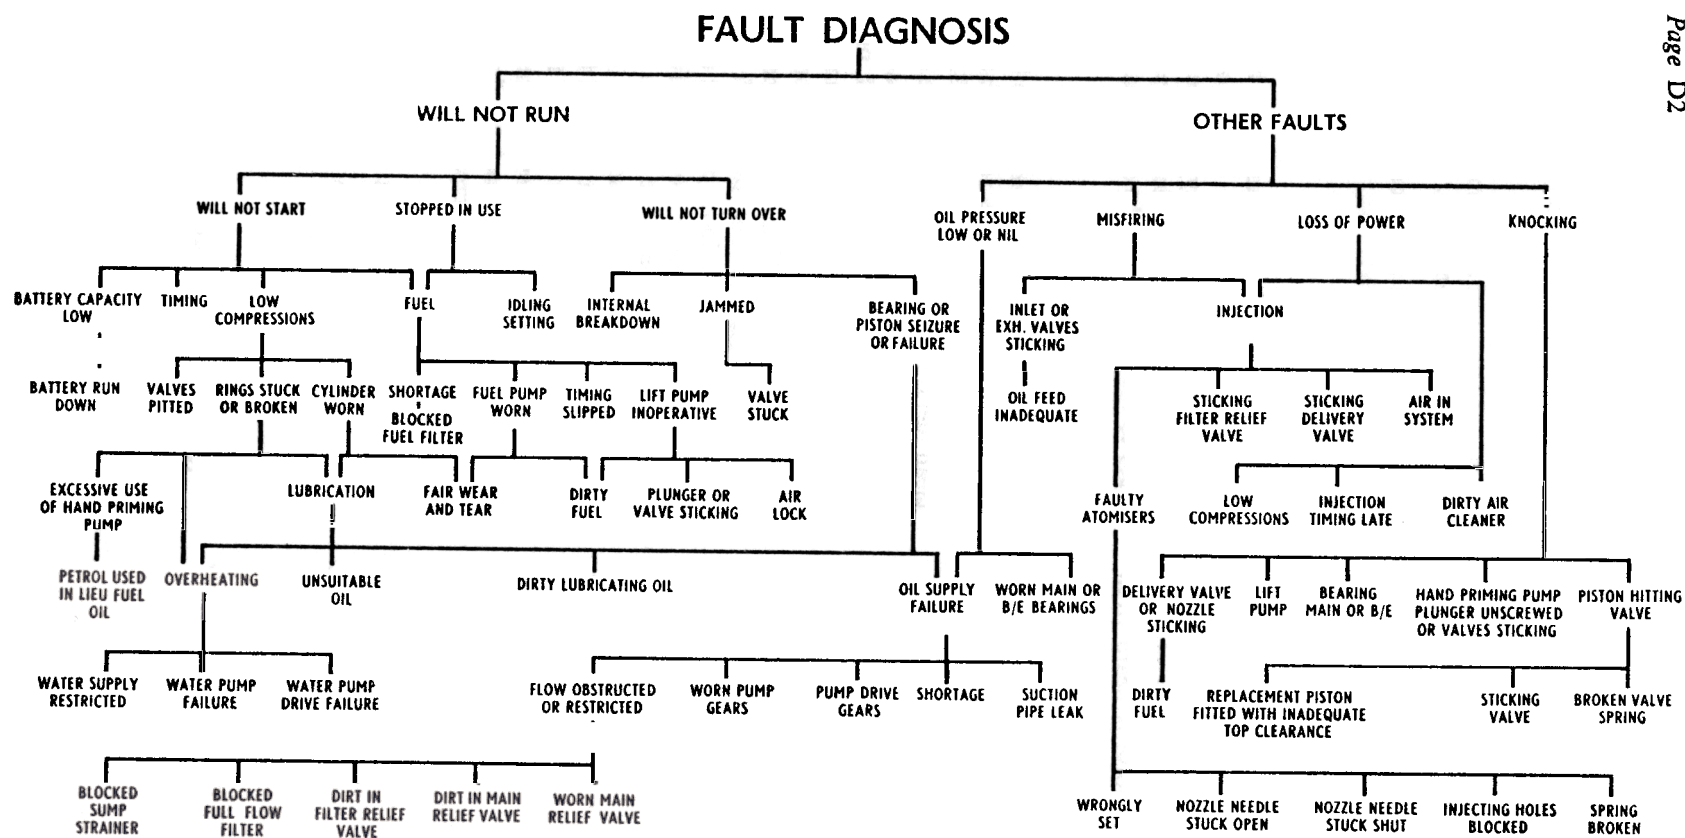 FAULT DIAGNOSIS
Page D2
WILL NOT RUN
OTHER FAULTS
WILL NOT START
STOPPED IN USE
WILL NOT TURN OVER
OIL PRESSURE
LOW OR NIL
MISFIRING
LOSS OF POWER
KNOCKING
BATTERY CAPACITY
LOW
TIMING
LOW
COMPRESSIONS
FUEL
IDLING
SETTING
INTERNAL
BREAKDOWN
JAMMED
BEARING OR
PISTON SEIZURE
OR FAILURE
INLET OR
EXH. VALVES
STICKING
INJECTION
BATTERY RUN
DOWN
VALVES
PITTED
RINGS STUCK
OR BROKEN
CYLINDER
WORN
SHORTAGE
BLOCKED
FUEL FILTER
FUEL PUMP
WORN
TIMING
SLIPPED
LIFT PUMP
INOPERATIVE
VALVE
STUCK
OIL FEED
INADEQUATE
STICKING
FILTER RELIEF
VALVE
STICKING
DELIVERY
VALVE
AIR IN
SYSTEM
EXCESSIVE USE
OF HAND PRIMING
PUMP
LUBRICATION
FAIR WEAR
AND TEAR
DIRTY
FUEL
PLUNGER OR
VALVE STICKING
AIR
LOCK
FAULTY
ATOMISERS
LOW
COMPRESSIONS
INJECTION
TIMING LATE
DIRTY AIR
CLEANER
PETROL USED
IN LIEU FUEL
OIL
OVERHEATING
UNSUITABLE
OIL
DIRTY LUBRICATING OIL
OIL SUPPLY
FAILURE
WORN MAIN OR
B/E BEARINGS
DELIVERY VALVE
OR NOZZLE
STICKING
LIFT
PUMP
BEARING
MAIN OR B/E
HAND PRIMING PUMP
PLUNGER UNSCREWED
OR VALVES STICKING
PISTON HITTING
VALVE
WATER SUPPLY
RESTRICTED
WATER PUMP
FAILURE
WATER PUMP
DRIVE FAILURE
FLOW OBSTRUCTED
OR RESTRICTED
WORN PUMP
GEARS
PUMP DRIVE
GEARS
SHORTAGE
SUCTION
PIPE LEAK
DIRTY
FUEL
REPLACEMENT PISTON
FITTED WITH INADEQUATE
TOP CLEARANCE
STICKING
VALVE
BROKEN VALVE
SPRING
BLOCKED
SUMP
STRAINER
BLOCKED
FULL FLOW
FILTER
DIRT IN
FILTER RELIEF
VALVE
DIRT IN MAIN
RELIEF VALVE
WORN MAIN
RELIEF VALVE
WRONGLY
SET
NOZZLE NEEDLE
STUCK OPEN
NOZZLE NEEDLE
STUCK SHUT
INJECTING HOLES
BLOCKED
SPRING
BROKEN